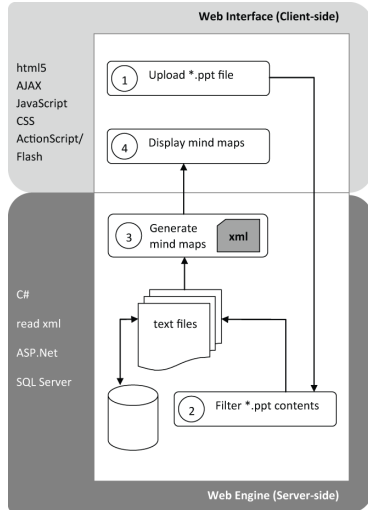 Web Interface (Client-side)
html5
AJAX
JavaScript
CSS
ActionScript/
Flash
1
Upload *.ppt file
4
Display mind maps
3
Generate
mind maps
xml
C#
read xml
ASP.Net
SQL Server
text files
2
Filter *.ppt contents
Web Engine (Server-side)